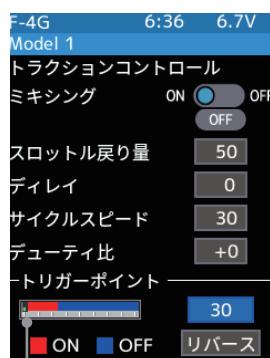 F-4G 6:36 6.7V
Model 1
トラクションコントロール
ミキシング ON OFF
OFF
スロットル戻り量 50
ディレイ 0
サイクルスピード 30
デューティ比 +0
トリガーポイント
30
ON OFF リバース